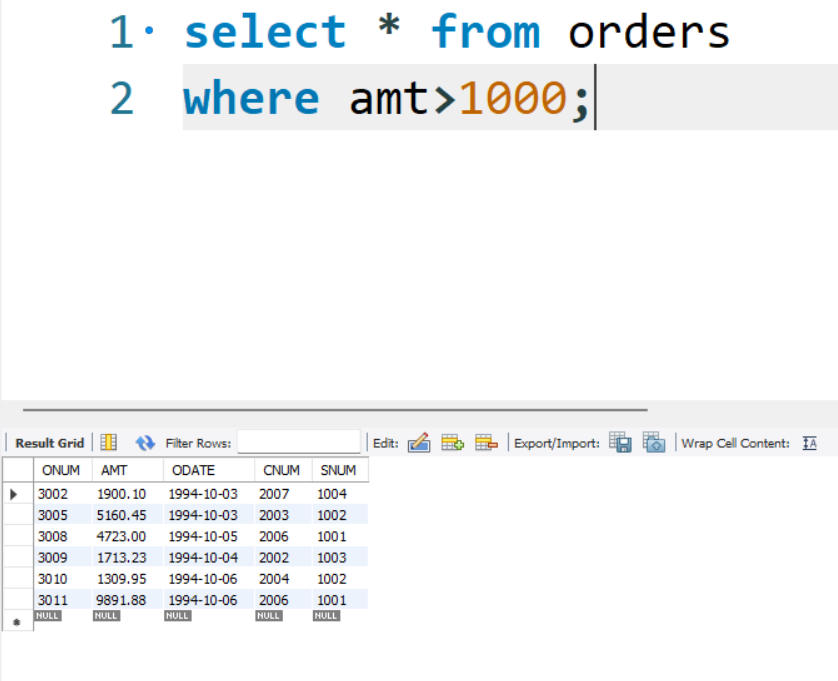 1 select * from orders
2 where amt>1000;
Result Grid Filter Rows: Edit: Export/Import: Wrap Cell Content: IA
ONUM AMT ODATE CNUM SNUM
3002 1900.10 1994-10-03 2007 1004
3005 5160.45 1994-10-03 2003 1002
3008 4723.00 1994-10-05 2006 1001
3009 1713.23 1994-10-04 2002 1003
3010 1309.95 1994-10-06 2004 1002
3011 9891.88 1994-10-06 2006 1001
NULL NULL NULL NULL NULL